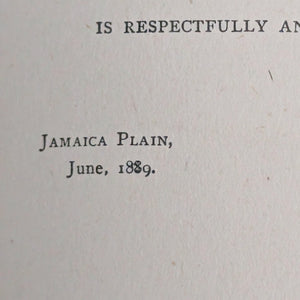 IS RESPECTFULLY AN
JAMAICA PLAIN,
June, 1889.